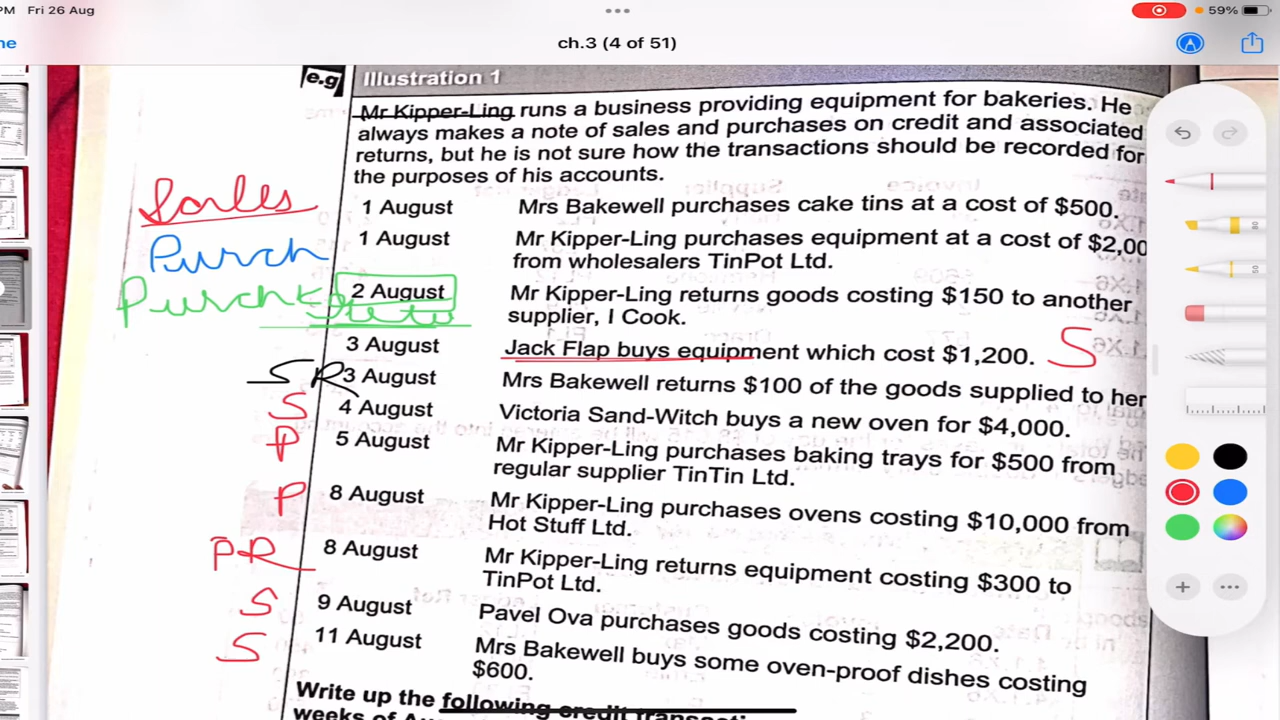 PM Fri 26 Aug
59%
ne
ch.3 (4 of 51)
e.g Illustration 1
Mr Kipper-Ling runs a business providing equipment for bakeries. He
always makes a note of sales and purchases on credit and associated
returns, but he is not sure how the transactions should be recorded for
the purposes of his accounts.
Sales
1 August Mrs Bakewell purchases cake tins at a cost of $500.
Purch
1 August Mr Kipper-Ling purchases equipment at a cost of $2,00
from wholesalers TinPot Ltd.
Purch
2 August Mr Kipper-Ling returns goods costing $150 to another
supplier, I Cook.
3 August Jack Flap buys equipment which cost $1,200. S
SR 3 August Mrs Bakewell returns $100 of the goods supplied to her
S 4 August Victoria Sand-Witch buys a new oven for $4,000.
P 5 August Mr Kipper-Ling purchases baking trays for $500 from
regular supplier TinTin Ltd.
P 8 August Mr Kipper-Ling purchases ovens costing $10,000 from
Hot Stuff Ltd.
PR 8 August Mr Kipper-Ling returns equipment costing $300 to
TinPot Ltd.
S 9 August Pavel Ova purchases goods costing $2,200.
S 11 August Mrs Bakewell buys some oven-proof dishes costing
$600.
Write up the following credit
weeks of